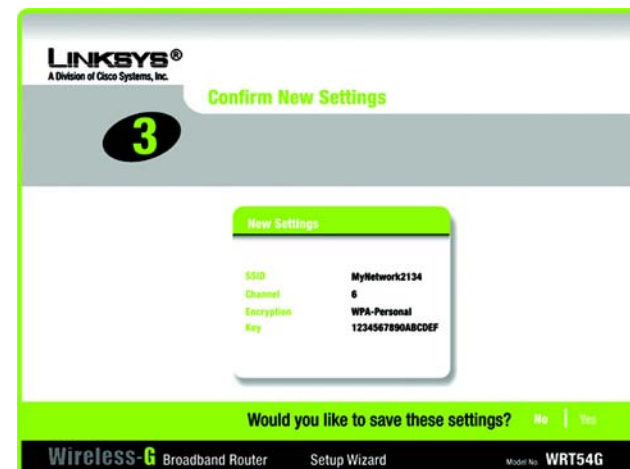 LINKSYS®
A Division of Cisco Systems, Inc.
Confirm New Settings
3
New Settings
SSID MyNetwork2134
Channel 6
Encryption WPA-Personal
Key 1234567890ABCDEF
Would you like to save these settings? No | Yes
Wireless-G Broadband Router Setup Wizard Model No. WRT54G